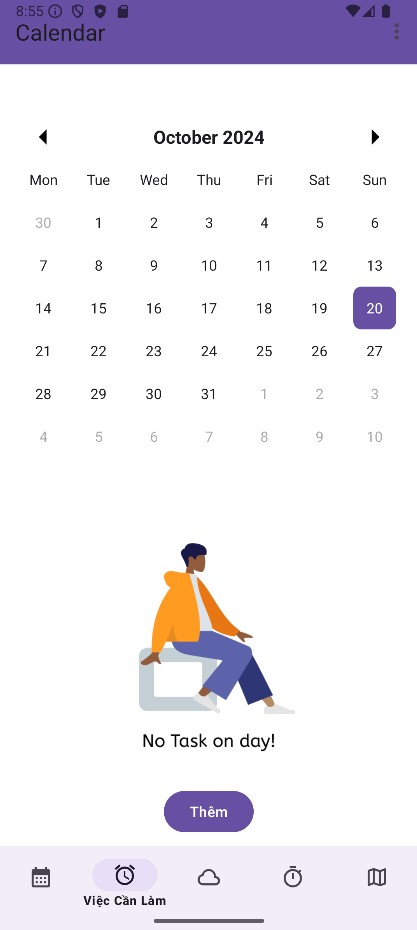 8:55
Calendar
October 2024
Mon Tue Wed Thu Fri Sat Sun
30 1 2 3 4 5 6
7 8 9 10 11 12 13
14 15 16 17 18 19 20
21 22 23 24 25 26 27
28 29 30 31 1 2 3
4 5 6 7 8 9 10
No Task on day!
Thêm
Việc Cần Làm